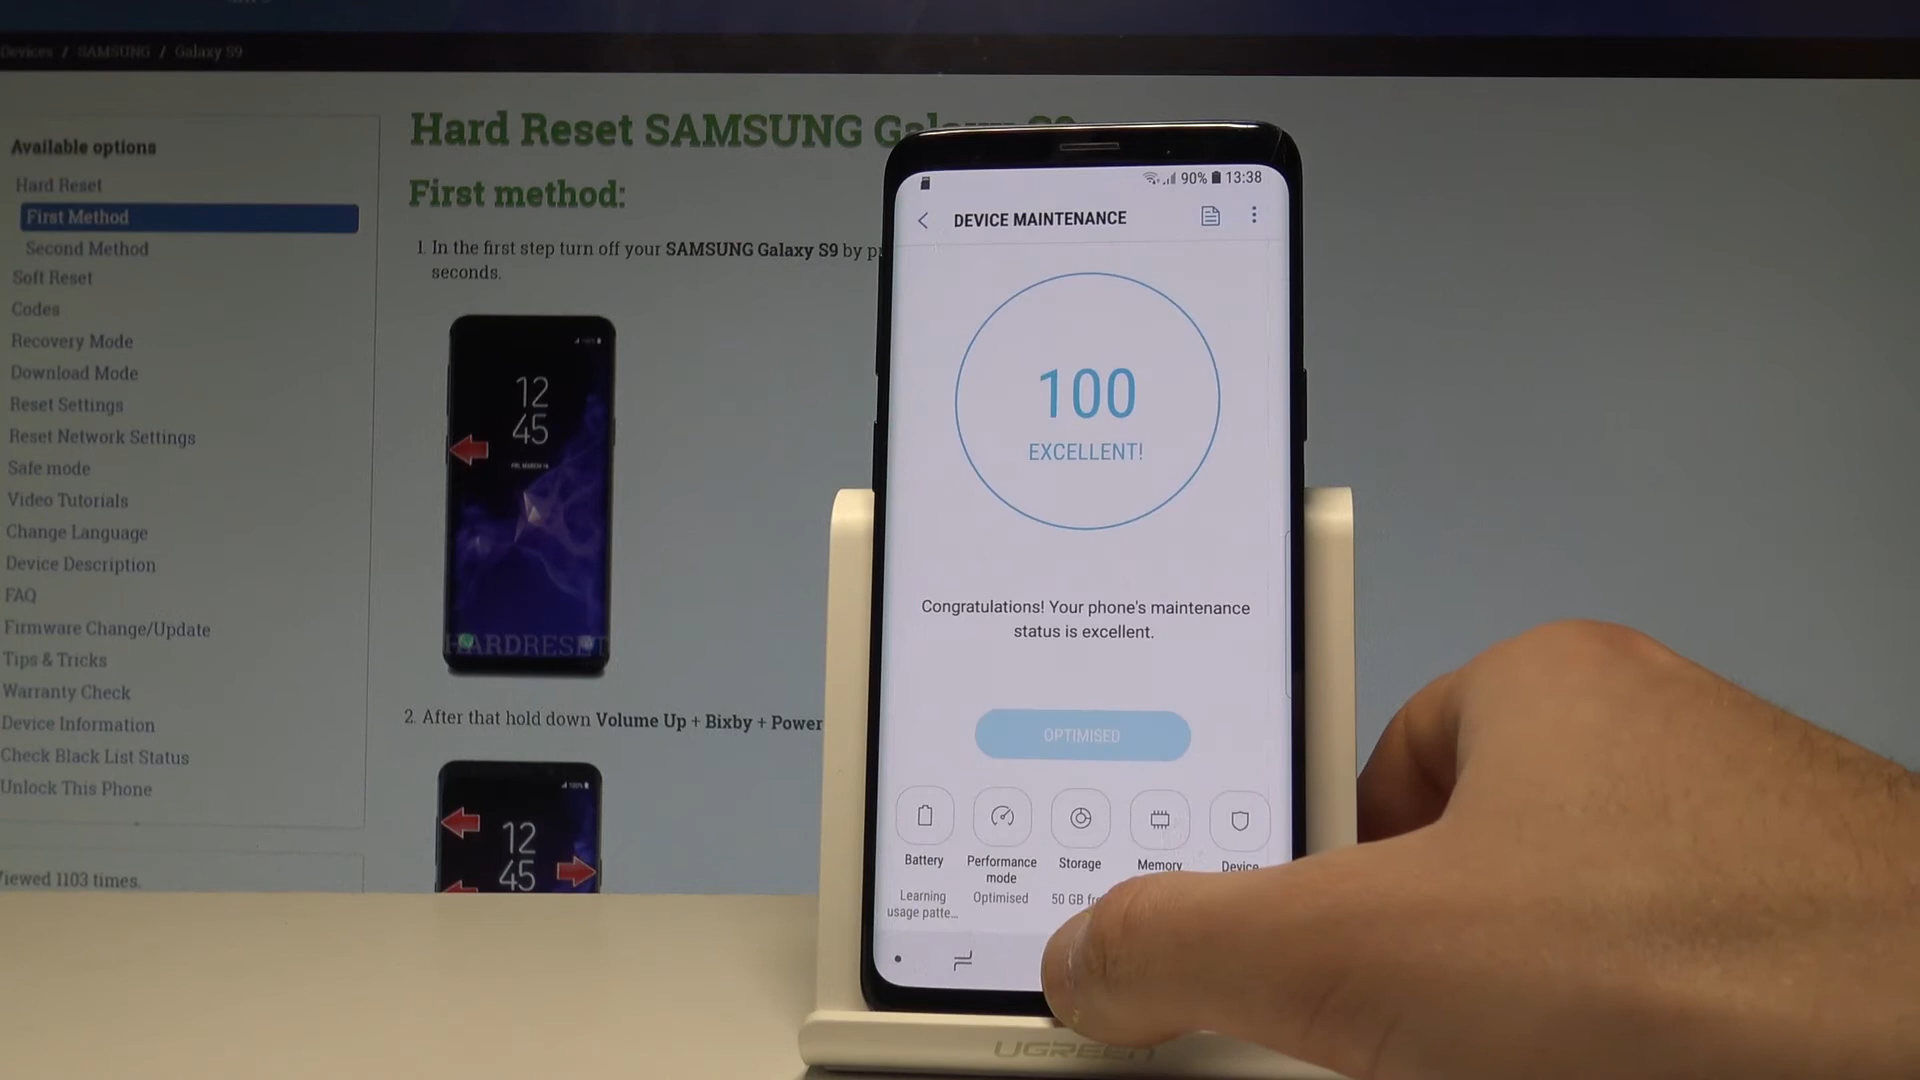 Devices / SAMSUNG / Galaxy S9
Available options
Hard Reset
First Method
Second Method
Soft Reset
Codes
Recovery Mode
Download Mode
Reset Settings
Reset Network Settings
Safe mode
Video Tutorials
Change Language
Device Description
FAQ
Firmware Change/Update
Tips & Tricks
Warranty Check
Device Information
Check Black List Status
Unlock This Phone
iewed 1103 times.
Hard Reset SAMSUNG Galaxy S9
First method:
1. In the first step turn off your SAMSUNG Galaxy S9 by p
seconds.
12
45
HARDRESET
2. After that hold down Volume Up + Bixby + Power
100%
12
45
90% 13:38
DEVICE MAINTENANCE
100
EXCELLENT!
Congratulations! Your phone's maintenance
status is excellent.
OPTIMISED
Battery
Learning
usage patte...
Performance
mode
Optimised
Storage
50 GB fr
Memory
Device
UGREEN